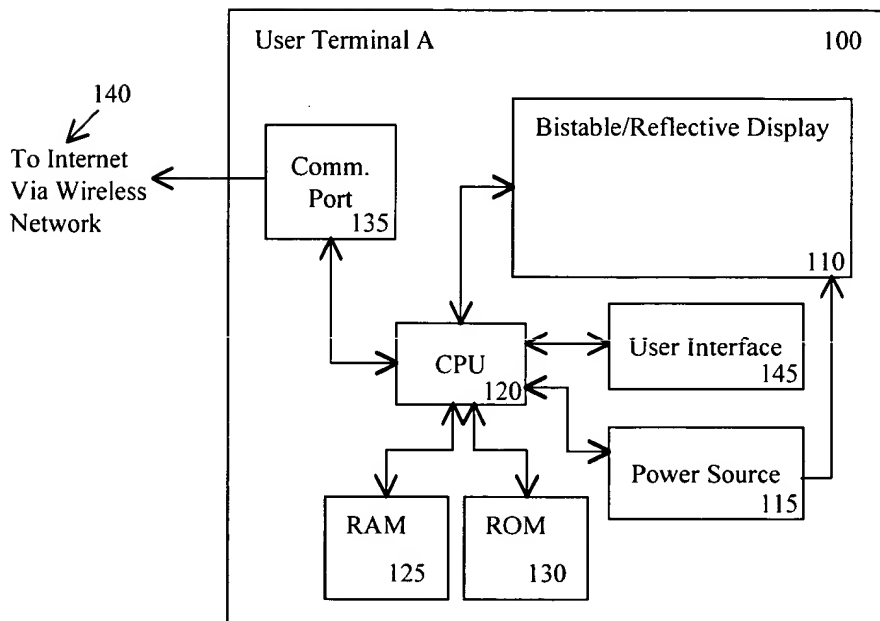 User Terminal A
100
140
To Internet
Via Wireless
Network
Comm.
Port
135
Bistable/Reflective Display
110
CPU
120
User Interface
145
Power Source
115
RAM
125
ROM
130